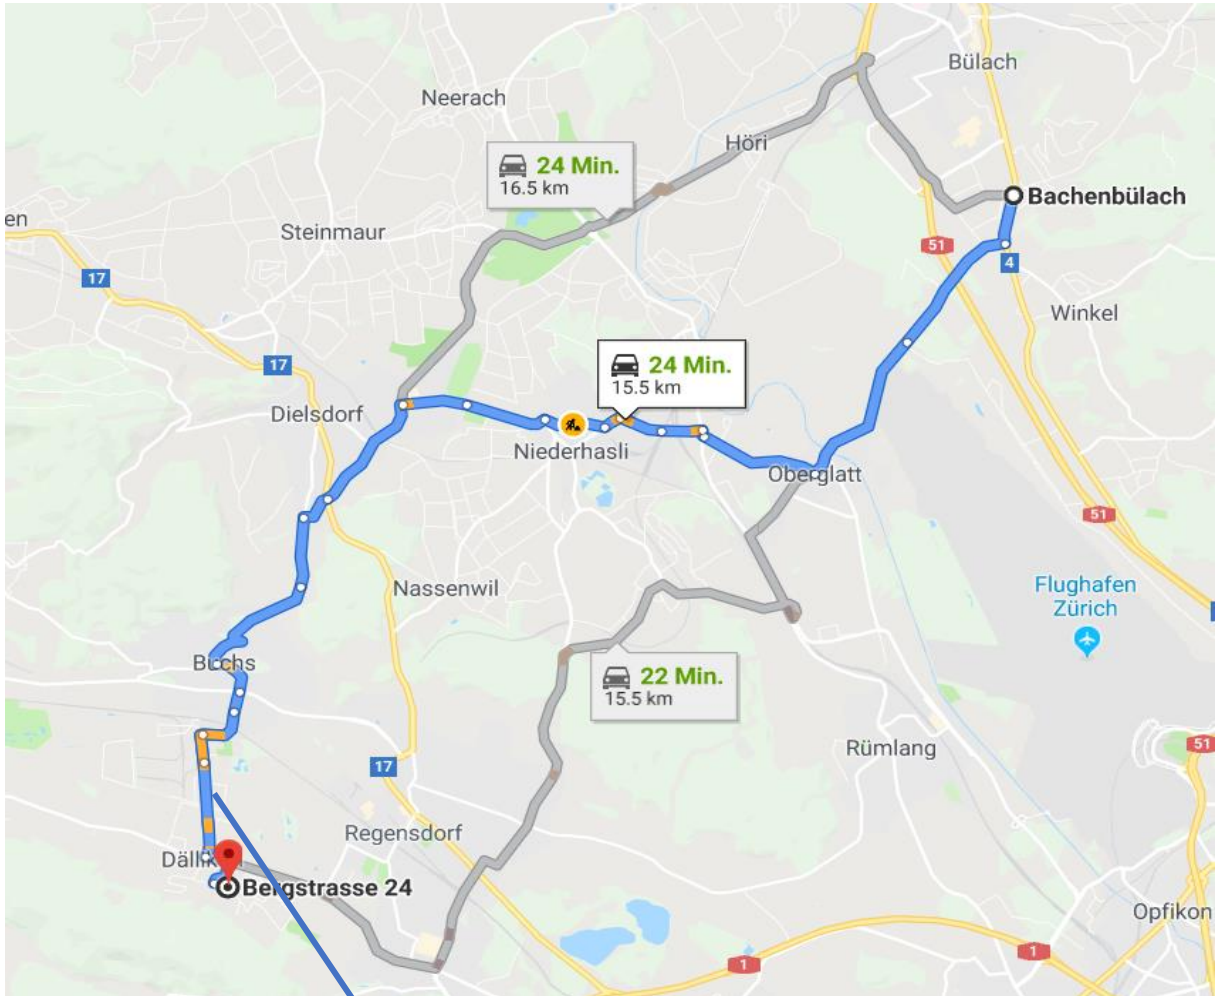 Bülach
Neerach
Höri
24 Min.
16.5 km
Bachenbülach
en
Steinmaur
51
4
17
Winkel
17
24 Min.
15.5 km
Dielsdorf
Niederhasli
Oberglatt
51
Nassenwil
Flughafen
Zürich
Buchs
22 Min.
15.5 km
Rümlang
51
17
Regensdorf
Bergstrasse 24
Opfikon
1
1